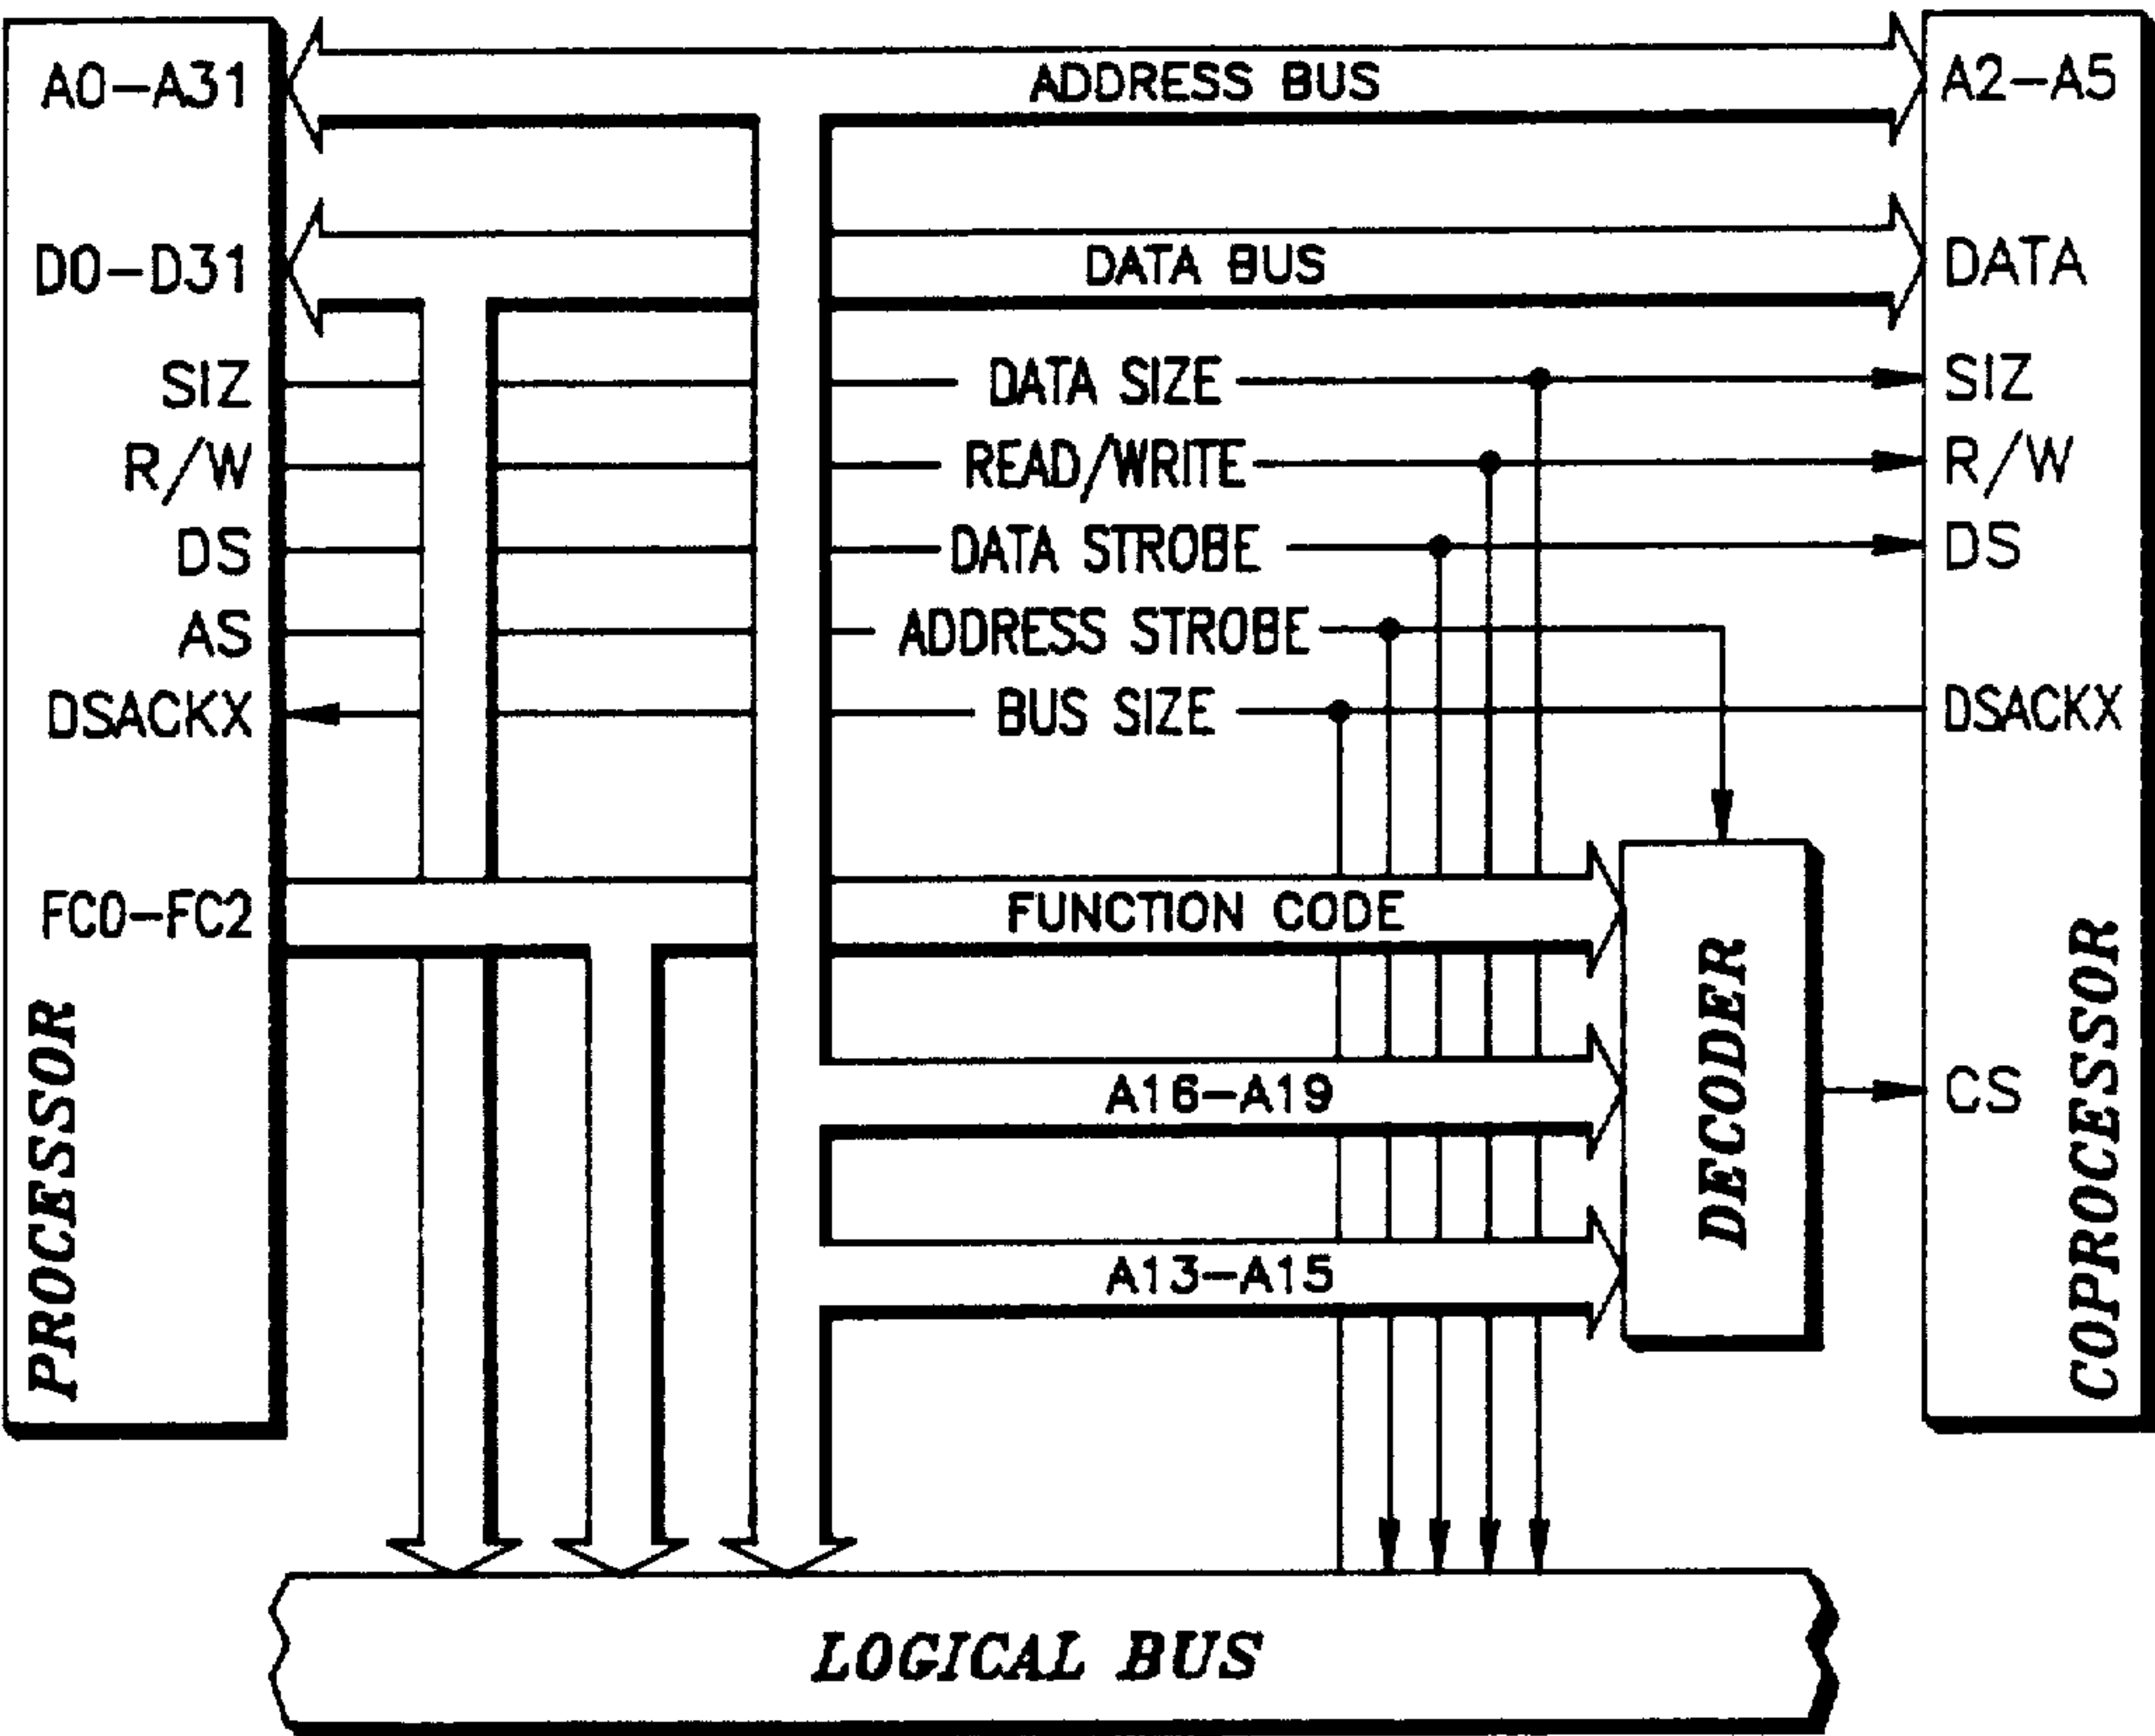 A0-A31 ADDRESS BUS A2-A5
D0-D31 DATA BUS DATA
SIZ DATA SIZE SIZ
R/W READ/WRITE R/W
DS DATA STROBE DS
AS ADDRESS STROBE
DSACKX BUS SIZE DSACKX
FC0-FC2 FUNCTION CODE
A16-A19 CS
A13-A15
PROCESSOR
DECODER
COPROCESSOR
LOGICAL BUS